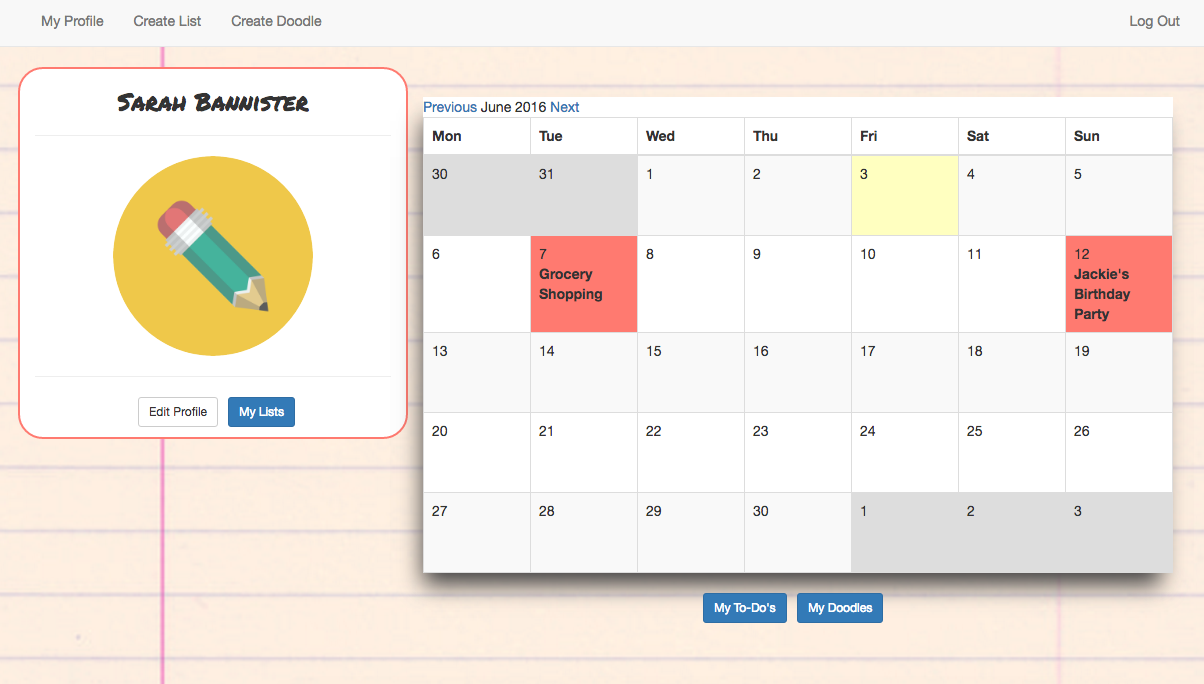 My Profile Create List Create Doodle Log Out
Sarah Bannister
Edit Profile My Lists
Previous June 2016 Next
Mon Tue Wed Thu Fri Sat Sun
30 31 1 2 3 4 5
6 7 8 9 10 11 12
Grocery Jackie's
Shopping Birthday
Party
13 14 15 16 17 18 19
20 21 22 23 24 25 26
27 28 29 30 1 2 3
My To-Do's My Doodles